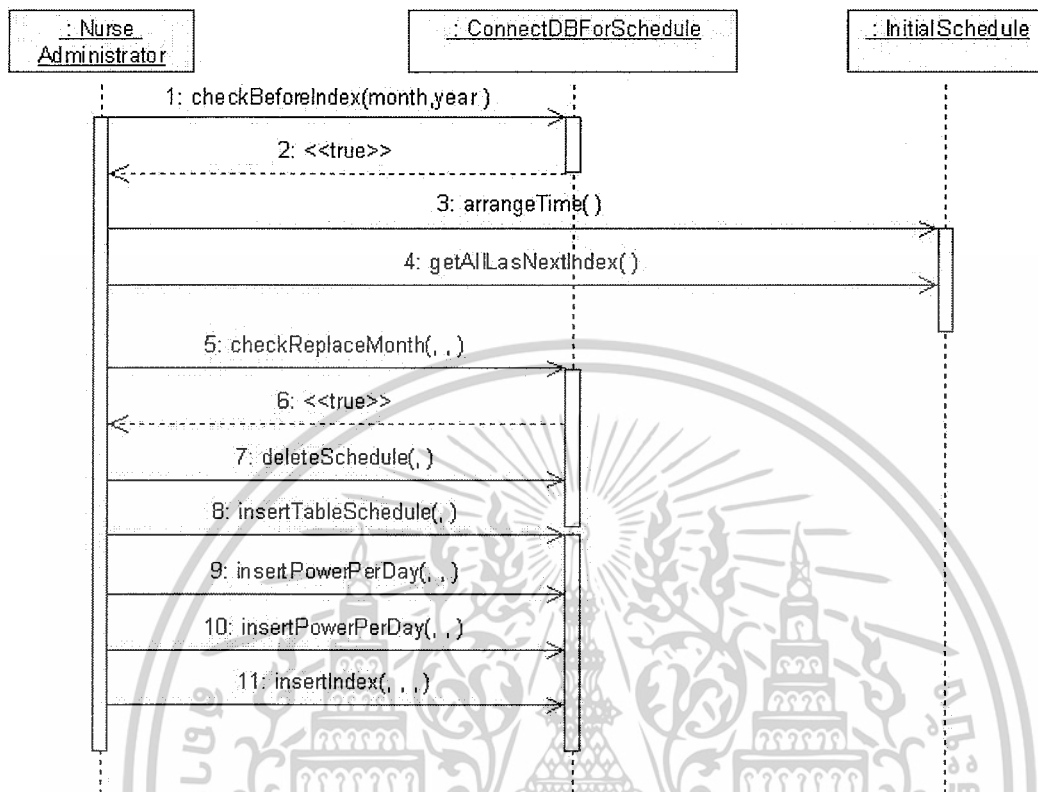 : Nurse
Administrator
: ConnectDBForSchedule
: InitialSchedule
1: checkBeforeIndex(month,year )
2: <<true>>
3: arrangeTime( )
4: getAllLasNextIndex( )
5: checkReplaceMonth(, , )
6: <<true>>
7: deleteSchedule(, )
8: insertTableSchedule(, )
9: insertPowerPerDay(, , )
10: insertPowerPerDay(, , )
11: insertIndex(, , , )